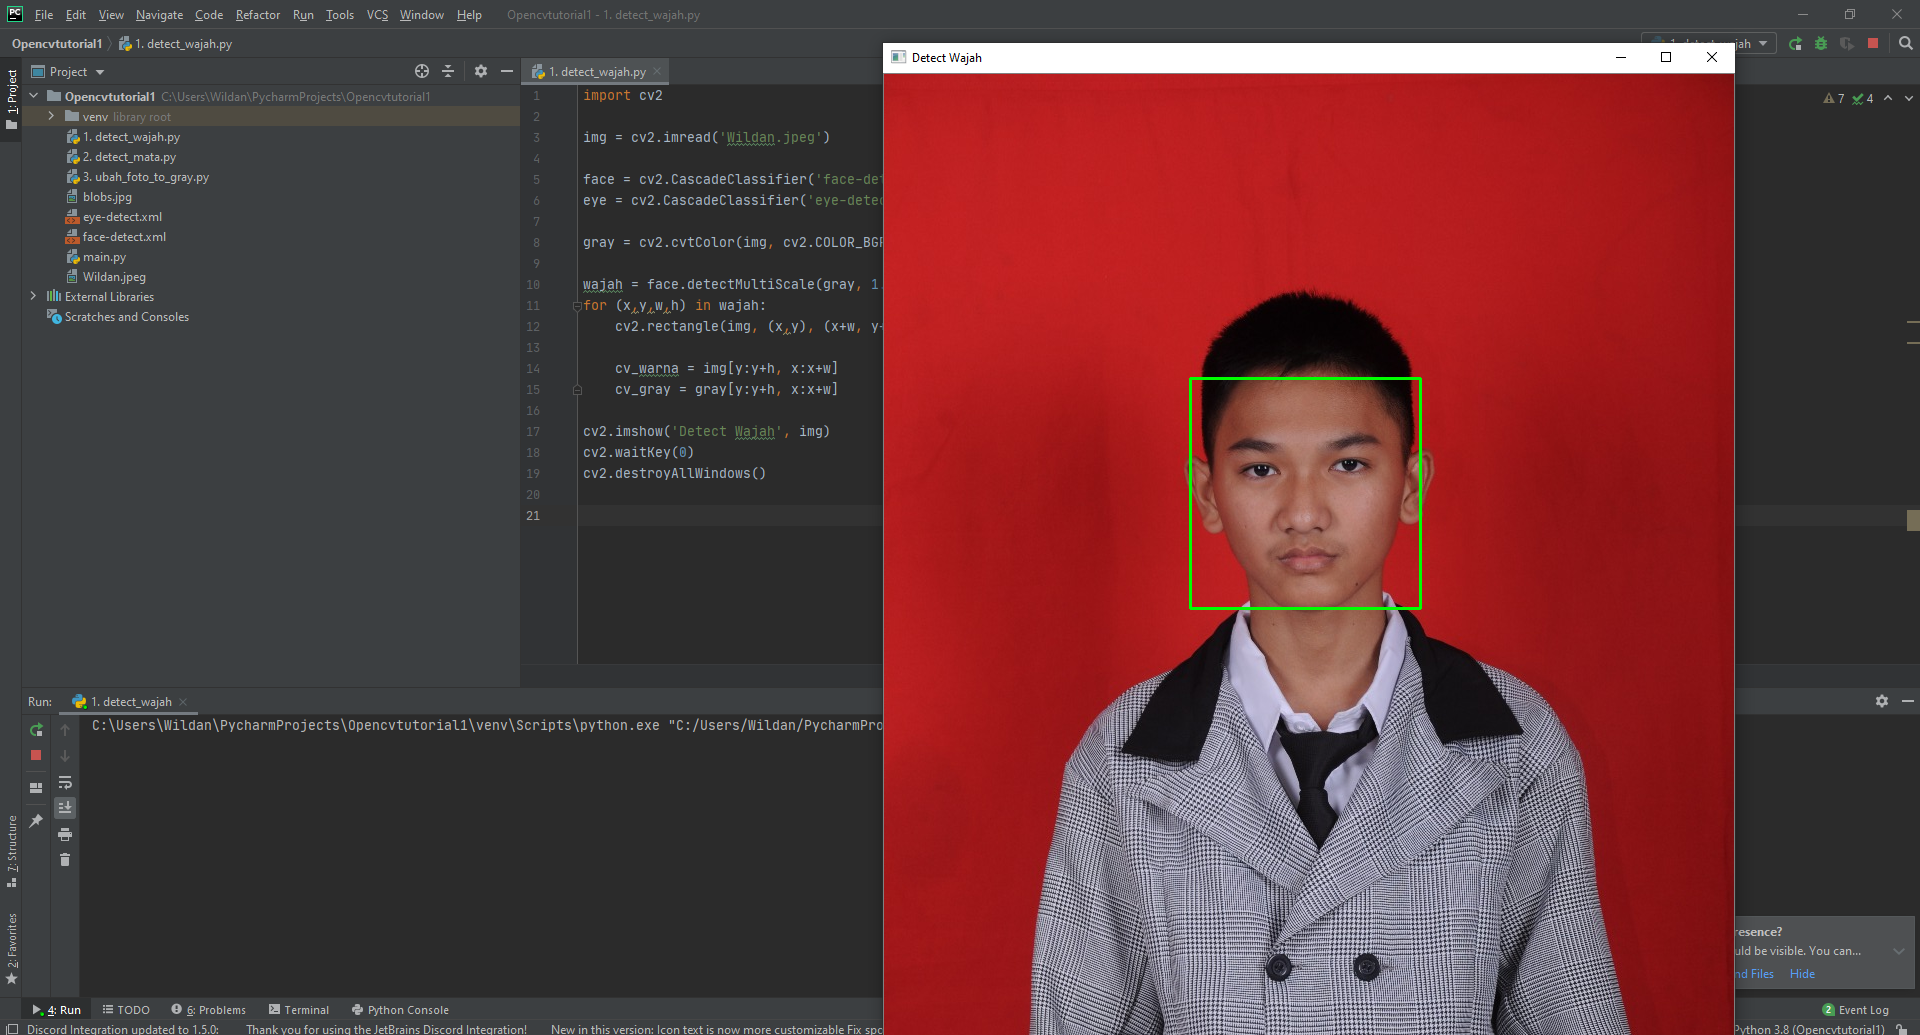 File Edit View Navigate Code Refactor Run Tools VCS Window Help Opencvtutorial1 - 1. detect_wajah.py
Opencvtutorial1 1. detect_wajah.py
Project
1. detect_wajah.py
Detect Wajah
1: Project
Opencvtutorial1 C:\Users\Wildan\PycharmProjects\Opencvtutorial1
venv library root
1. detect_wajah.py
2. detect_mata.py
3. ubah_foto_to_gray.py
blobs.jpg
eye-detect.xml
face-detect.xml
main.py
Wildan.jpeg
External Libraries
Scratches and Consoles
1 import cv2
2
3 img = cv2.imread('Wildan.jpeg')
4
5 face = cv2.CascadeClassifier('face-det
6 eye = cv2.CascadeClassifier('eye-detec
7
8 gray = cv2.cvtColor(img, cv2.COLOR_BGR
9
10 wajah = face.detectMultiScale(gray, 1.
11 for (x,y,w,h) in wajah:
12 cv2.rectangle(img, (x,y), (x+w, y+
13
14 cv_warna = img[y:y+h, x:x+w]
15 cv_gray = gray[y:y+h, x:x+w]
16
17 cv2.imshow('Detect Wajah', img)
18 cv2.waitKey(0)
19 cv2.destroyAllWindows()
20
21
7 4
Run: 1. detect_wajah
C:\Users\Wildan\PycharmProjects\Opencvtutorial1\venv\Scripts\python.exe "C:/Users/Wildan/PycharmPro
7: Structure
2: Favorites
resence?
uld be visible. You can...
nd Files Hide
4: Run TODO 6: Problems Terminal Python Console
2 Event Log
Discord Integration updated to 1.5.0: Thank you for using the JetBrains Discord Integration! New in this version: Icon text is now more customizable Fix spo
Python 3.8 (Opencvtutorial1)